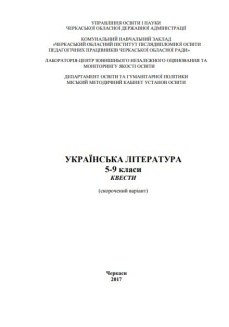 УПРАВЛІННЯ ОСВІТИ І НАУКИ
ЧЕРКАСЬКОЇ ОБЛАСНОЇ ДЕРЖАВНОЇ АДМІНІСТРАЦІЇ
КОМУНАЛЬНИЙ НАВЧАЛЬНИЙ ЗАКЛАД
«ЧЕРКАСЬКИЙ ОБЛАСНИЙ ІНСТИТУТ ПІСЛЯДИПЛОМНОЇ ОСВІТИ
ПЕДАГОГІЧНИХ ПРАЦІВНИКІВ ЧЕРКАСЬКОЇ ОБЛАСНОЇ РАДИ»
ЛАБОРАТОРІЯ-ЦЕНТР ЗОВНІШНЬОГО НЕЗАЛЕЖНОГО ОЦІНЮВАННЯ ТА
МОНІТОРИНГУ ЯКОСТІ ОСВІТИ
ДЕПАРТАМЕНТ ОСВІТИ ТА ГУМАНІТАРНОЇ ПОЛІТИКИ
МІСЬКИЙ МЕТОДИЧНИЙ КАБІНЕТ УСТАНОВ ОСВІТИ
УКРАЇНСЬКА ЛІТЕРАТУРА
5-9 класи
КВЕСТИ
(скорочений варіант)
Черкаси
2017